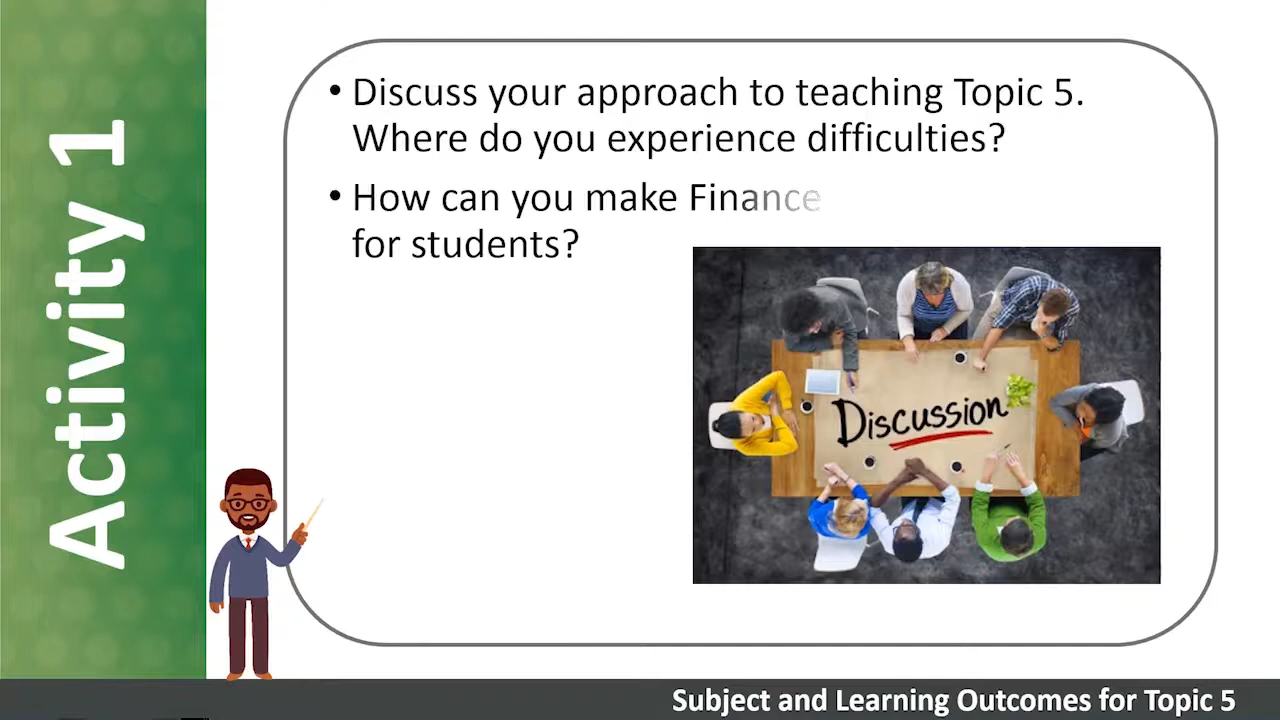 Activity 1
• Discuss your approach to teaching Topic 5.
Where do you experience difficulties?
• How can you make Finance
for students?
Discussion
Subject and Learning Outcomes for Topic 5